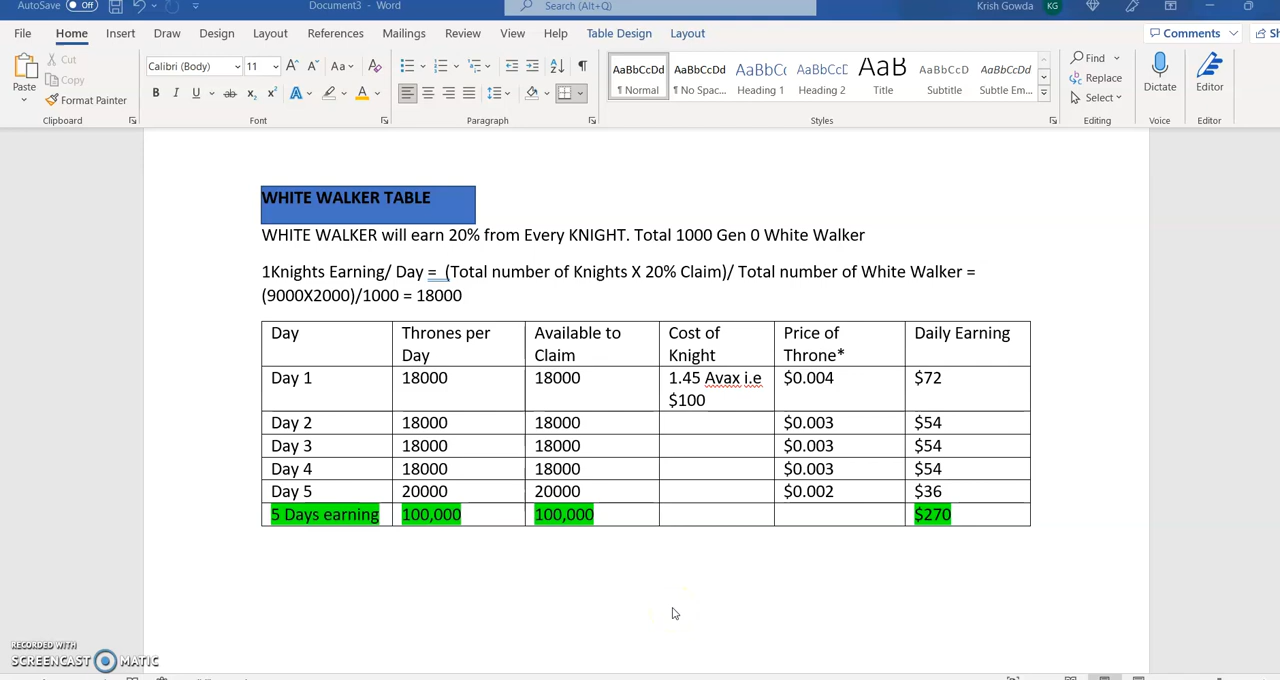 AutoSave Off Document3 - Word Search (Alt+Q) Krish Gowda KG
File Home Insert Draw Design Layout References Mailings Review View Help Table Design Layout Comments
Paste Cut Copy Format Painter
Calibri (Body) 11
AaBbCcDd AaBbCcDd AaBbCc AaBbCcC AaB AaBbCcD AaBbCcDd
¶ Normal ¶ No Spac... Heading 1 Heading 2 Title Subtitle Subtle Em...
Find Replace Select Dictate Editor
Clipboard Font Paragraph Styles Editing Voice Editor
WHITE WALKER TABLE
WHITE WALKER will earn 20% from Every KNIGHT. Total 1000 Gen 0 White Walker
1Knights Earning/ Day = (Total number of Knights X 20% Claim)/ Total number of White Walker =
(9000X2000)/1000 = 18000
Day Thrones per Day Available to Claim Cost of Knight Price of Throne* Daily Earning
Day 1 18000 18000 1.45 Avax i.e $100 $0.004 $72
Day 2 18000 18000 $0.003 $54
Day 3 18000 18000 $0.003 $54
Day 4 18000 18000 $0.003 $54
Day 5 20000 20000 $0.002 $36
5 Days earning 100,000 100,000 $270
RECORDED WITH
SCREENCAST MATIC